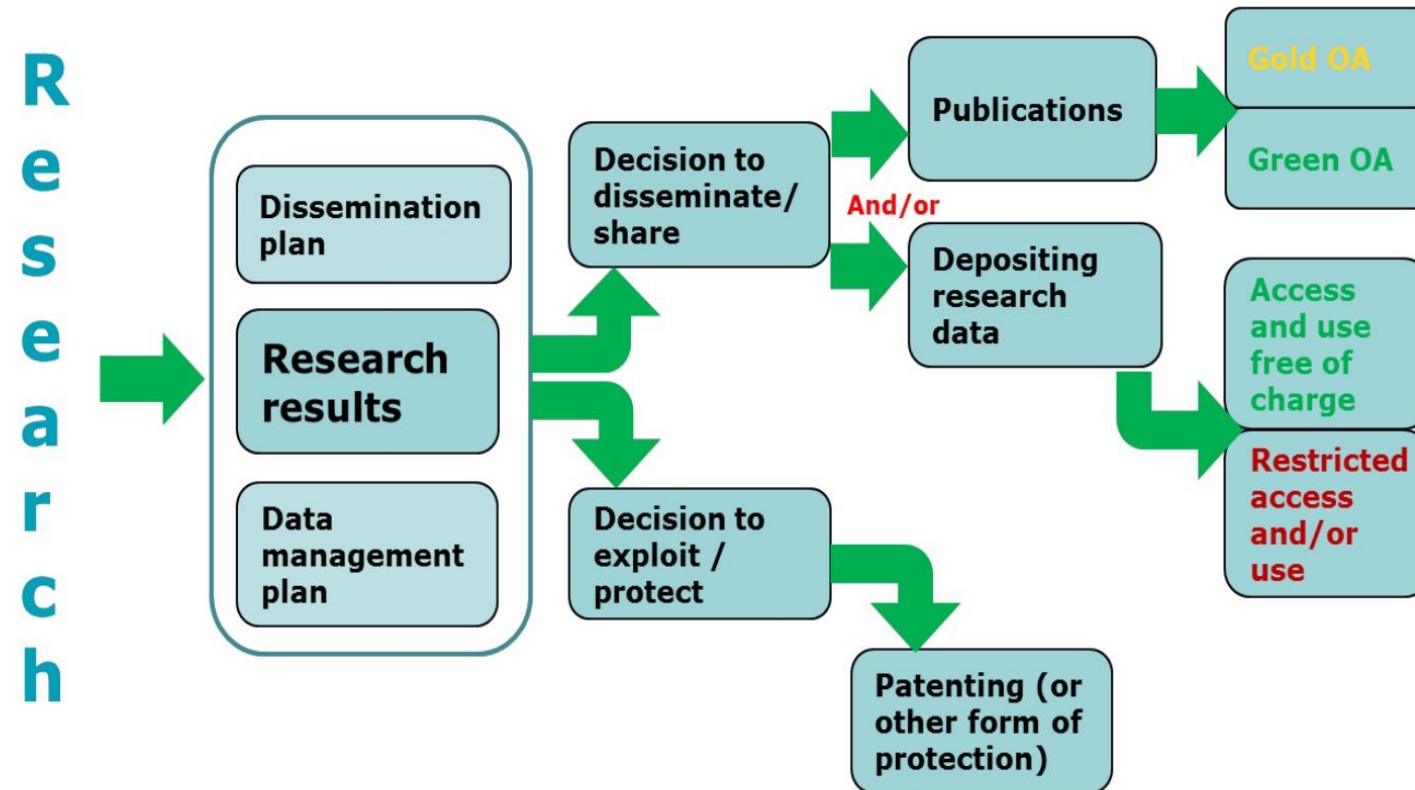 Research
Dissemination
plan
Research
results
Data
management
plan
Decision to
disseminate/
share
And/or
Decision to
exploit /
protect
Publications
Depositing
research
data
Patenting (or
other form of
protection)
Gold OA
Green OA
Access
and use
free of
charge
Restricted
access
and/or
use